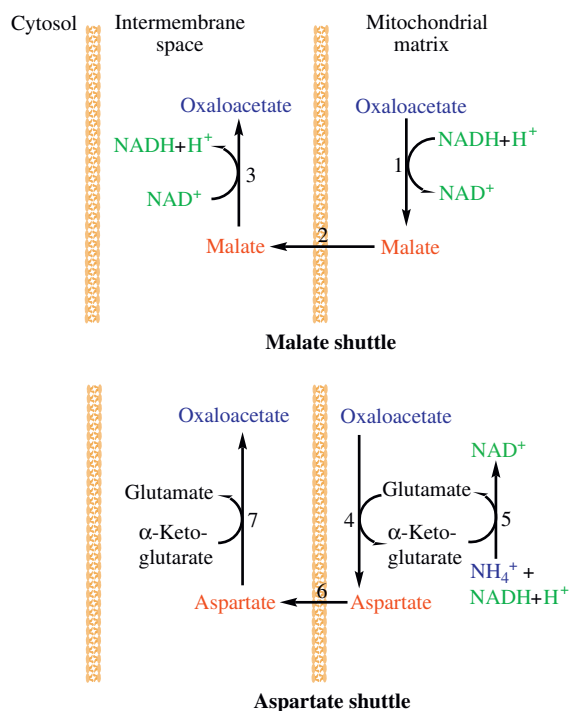 Cytosol
Intermembrane
space
Mitochondrial
matrix
Oxaloacetate
Oxaloacetate
NADH+H⁺
3
NAD⁺
NADH+H⁺
1
NAD⁺
Malate
2
Malate
Malate shuttle
Oxaloacetate
Oxaloacetate
NAD⁺
Glutamate
7
α-Keto-
glutarate
Glutamate
4
5
α-Keto-
glutarate
NH₄⁺ +
NADH+H⁺
Aspartate
6
Aspartate
Aspartate shuttle